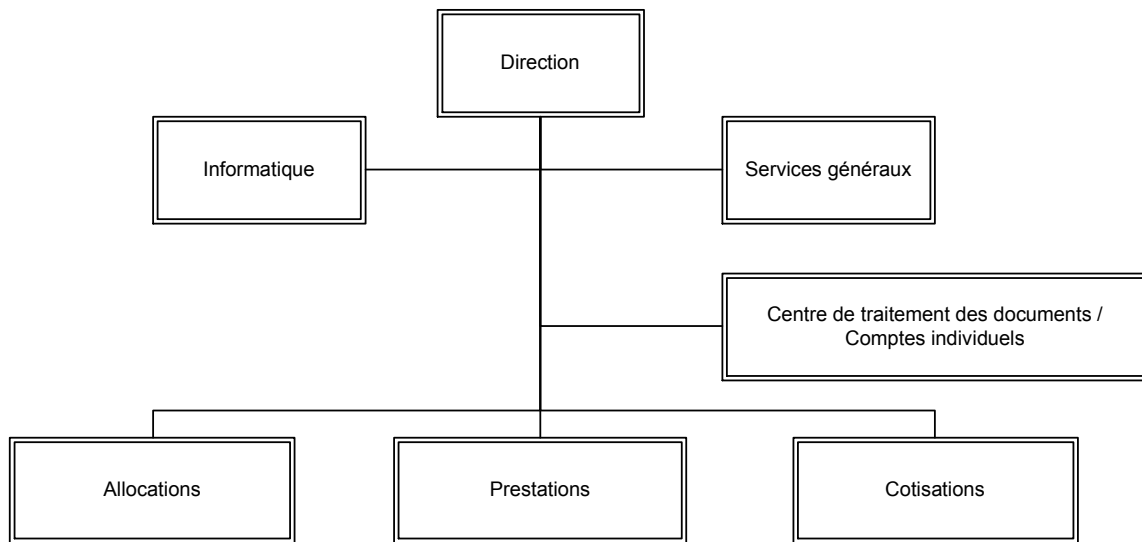 Direction
Informatique
Services généraux
Centre de traitement des documents /
Comptes individuels
Allocations
Prestations
Cotisations